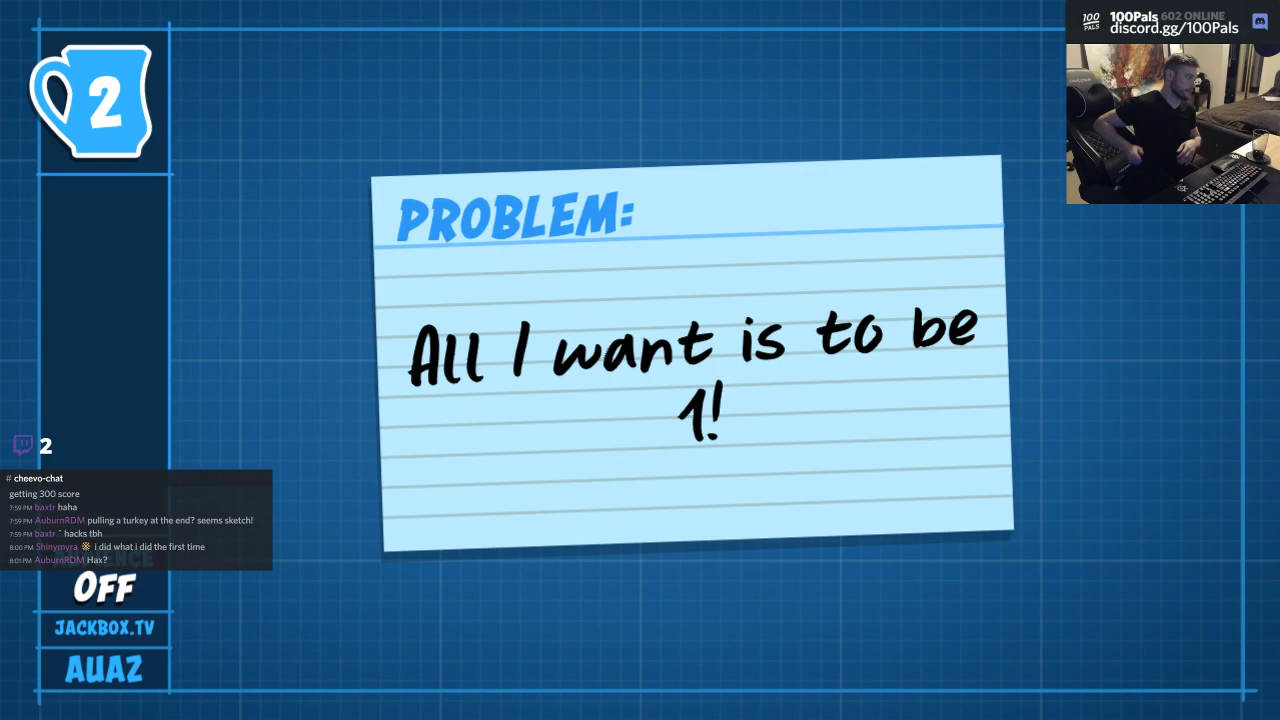 100 PALS
100Pals 602 ONLINE
discord.gg/100Pals
2
PROBLEM:
All I want is to be
1!
2
# cheevo-chat
getting 300 score
7:59 PM baxtr haha
7:59 PM AuburnRDM pulling a turkey at the end? seems sketch!
7:59 PM baxtr ^ hacks tbh
8:00 PM Shinymyra i did what i did the first time
8:01 PM AuburnRDM Hax?
OFF
JACKBOX.TV
AUAZ